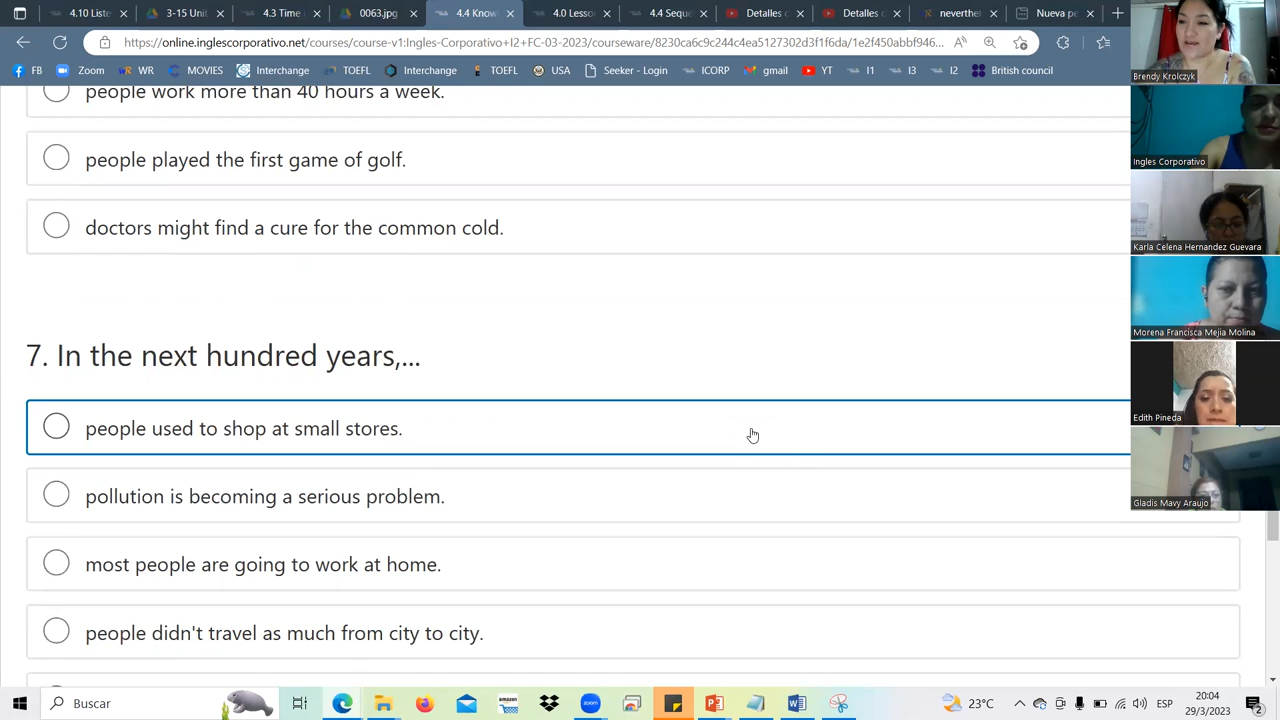 4.10 Liste
3-15 Unit
4.3 Time
0063.jpg
4.4 Know
4.0 Lesson
4.4 Seque
Detalles c
Detalles c
neverthe
Nueva pe
https://online.inglescorporativo.net/courses/course-v1:Ingles-Corporativo+I2+FC-03-2023/courseware/8230ca6c9c244c4ea5127302d3f1f6da/1e2f450abbf946...
FB
Zoom
WR
MOVIES
Interchange
TOEFL
Interchange
TOEFL
USA
Seeker - Login
ICORP
gmail
YT
I1
I3
I2
British council
people work more than 40 hours a week.
people played the first game of golf.
doctors might find a cure for the common cold.
7. In the next hundred years,...
people used to shop at small stores.
pollution is becoming a serious problem.
most people are going to work at home.
people didn't travel as much from city to city.
Brendy Krolczyk
Ingles Corporativo
Karla Celena Hernandez Guevara
Morena Francisca Mejia Molina
Edith Pineda
Gladis Mavy Araujo
Buscar
amazon
zoom
23°C
ESP
20:04
29/3/2023
2